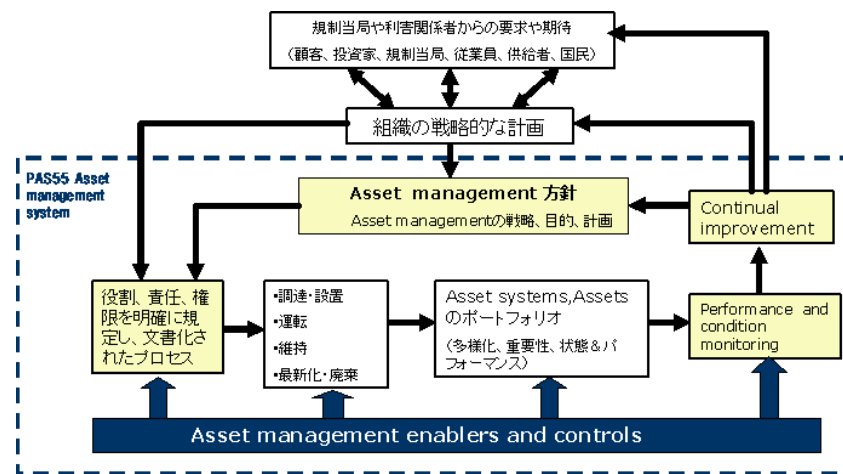 規制当局や利害関係者からの要求や期待
（顧客、投資家、規制当局、従業員、供給者、国民）
組織の戦略的な計画
PAS55 Asset
management
system
Asset management 方針
Asset managementの戦略、目的、計画
Continual
improvement
役割、責任、権
限を明確に規
定し、文書化さ
れたプロセス
▪調達・設置
▪運転
▪維持
▪最新化・廃棄
Asset systems,Assets
のポートフォリオ
（多様化、重要性、状態＆パ
フォーマンス）
Performance and
condition
monitoring
Asset management enablers and controls